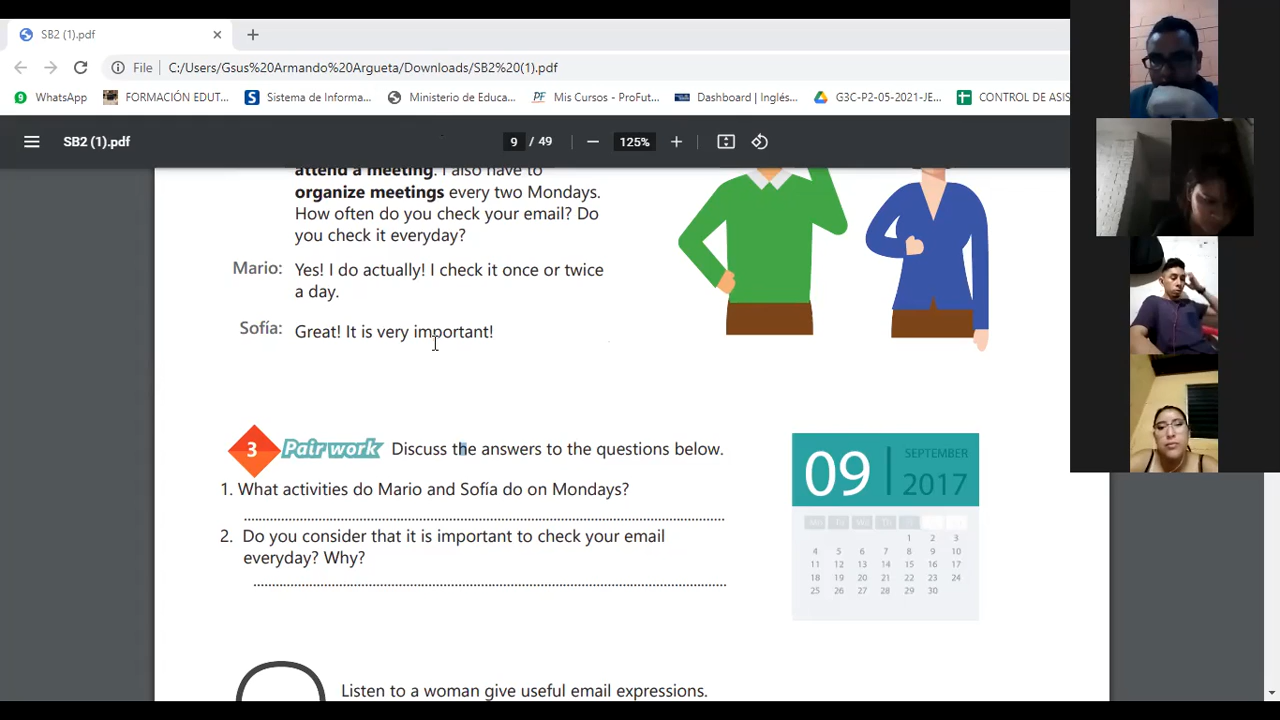 SB2 (1).pdf
File | C:/Users/Gsus%20Armando%20Argueta/Downloads/SB2%20(1).pdf
WhatsApp FORMACIÓN EDUT... Sistema de Informa... Ministerio de Educa... Mis Cursos - ProFut... Dashboard | Inglés... G3C-P2-05-2021-JE... CONTROL DE ASIS
SB2 (1).pdf 9 / 49 125%
attend a meeting. I also have to
organize meetings every two Mondays.
How often do you check your email? Do
you check it everyday?
Mario: Yes! I do actually! I check it once or twice
a day.
Sofía: Great! It is very important!
3 Pair work Discuss the answers to the questions below.
1. What activities do Mario and Sofía do on Mondays?
2. Do you consider that it is important to check your email
everyday? Why?
09 SEPTEMBER
2017
1 2 3
4 5 6 7 8 9 10
11 12 13 14 15 16 17
18 19 20 21 22 23 24
25 26 27 28 29 30
Listen to a woman give useful email expressions.